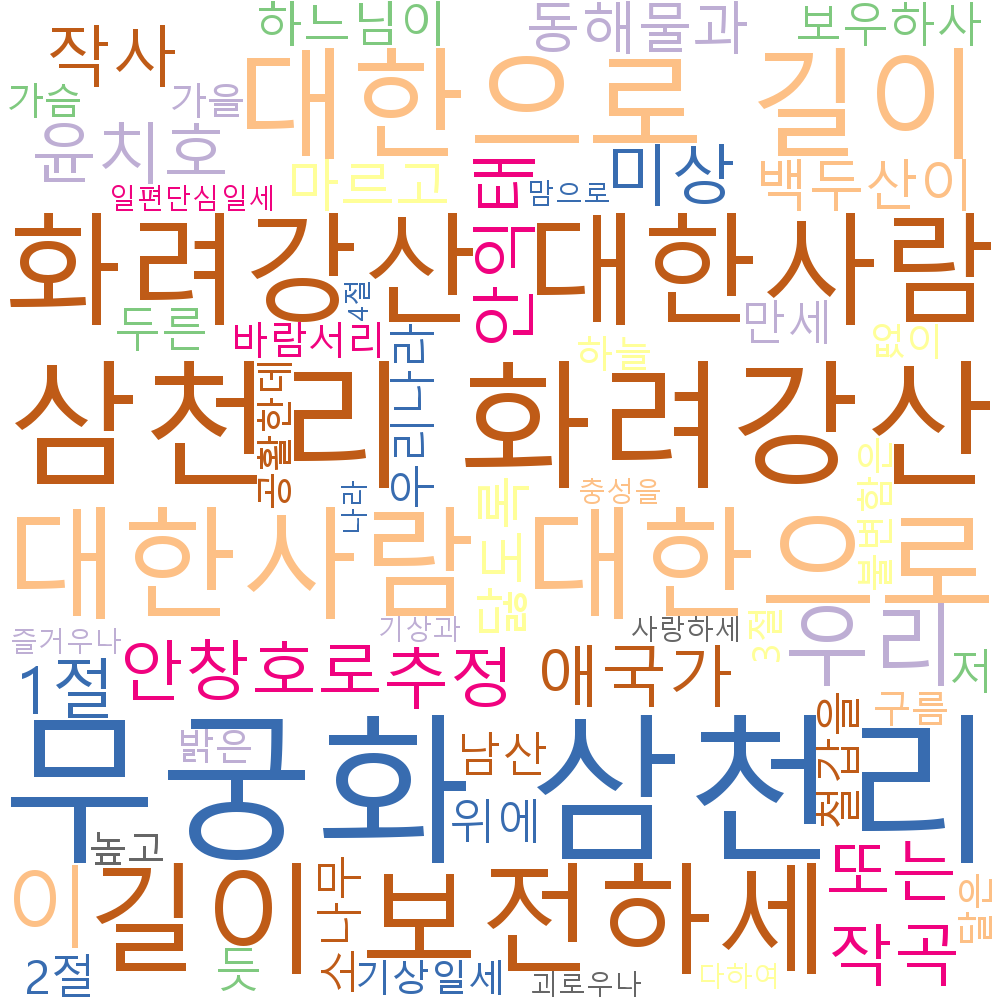 하느님이 동해물과 보우하사
작사
가슴 가을 대한으로 길이
윤치호
마르고 태 미상 백두산이
일편단심일세 맘으로
화려강산 안익 대한사람
4절
두른 바람서리 우리나라 만세 없이
하늘
삼천리 공활한데 화려강산
불변함은
나라 닳도록 충성을
대한사람 대한으로
즐거우나 기상과 사랑하세 3절 우리
1절 안창호로추정 애국가 저
철갑을 구름
무궁화 삼천리
밝은 남산
위에
높고
이 길이 소나무 보전하세 또는
달은
작곡
2절 듯 기상일세 괴로우나 다하여